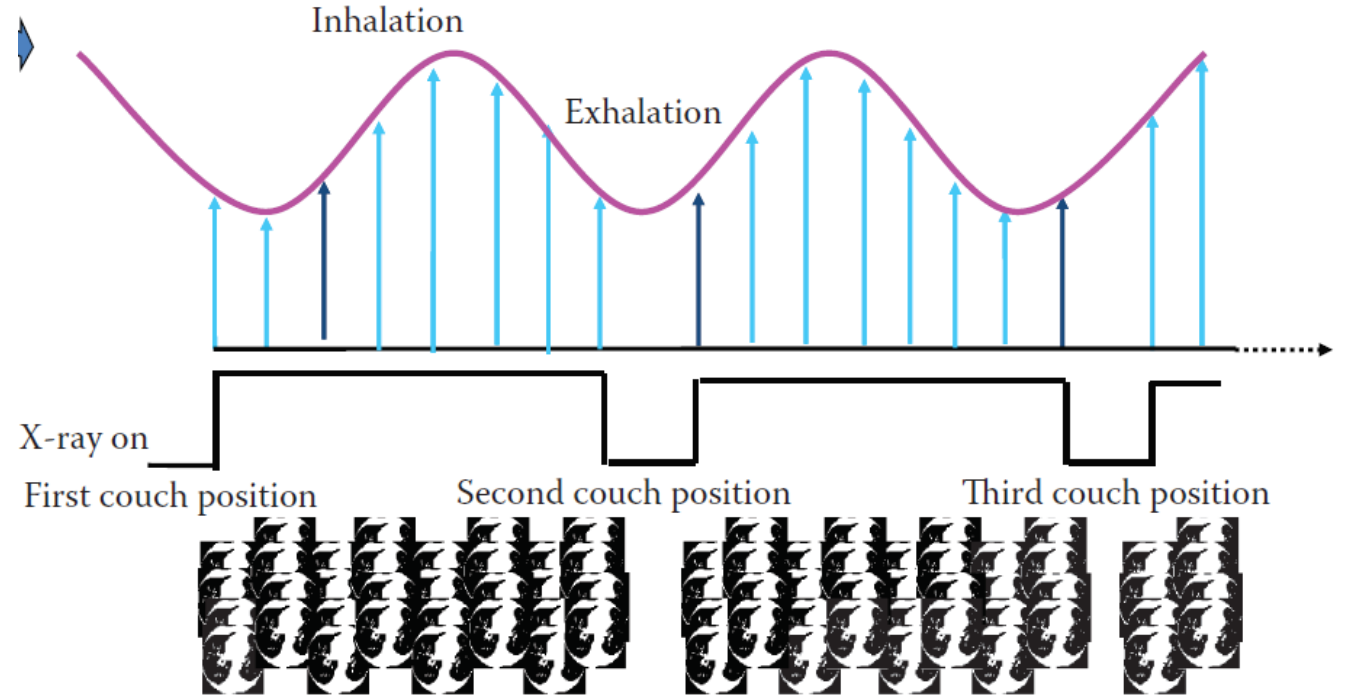 Inhalation
Exhalation
X-ray on
First couch position
Second couch position
Third couch position